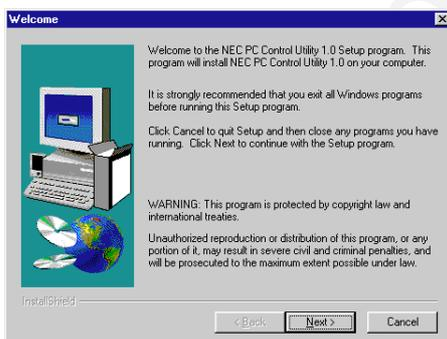 Welcome
Welcome to the NEC PC Control Utility 1.0 Setup program. This
program will install NEC PC Control Utility 1.0 on your computer.
It is strongly recommended that you exit all Windows programs
before running this Setup program.
Click Cancel to quit Setup and then close any programs you have
running. Click Next to continue with the Setup program.
WARNING: This program is protected by copyright law and
international treaties.
Unauthorized reproduction or distribution of this program, or any
portion of it, may result in severe civil and criminal penalties, and
will be prosecuted to the maximum extent possible under law.
InstallShield
< Back
Next >
Cancel